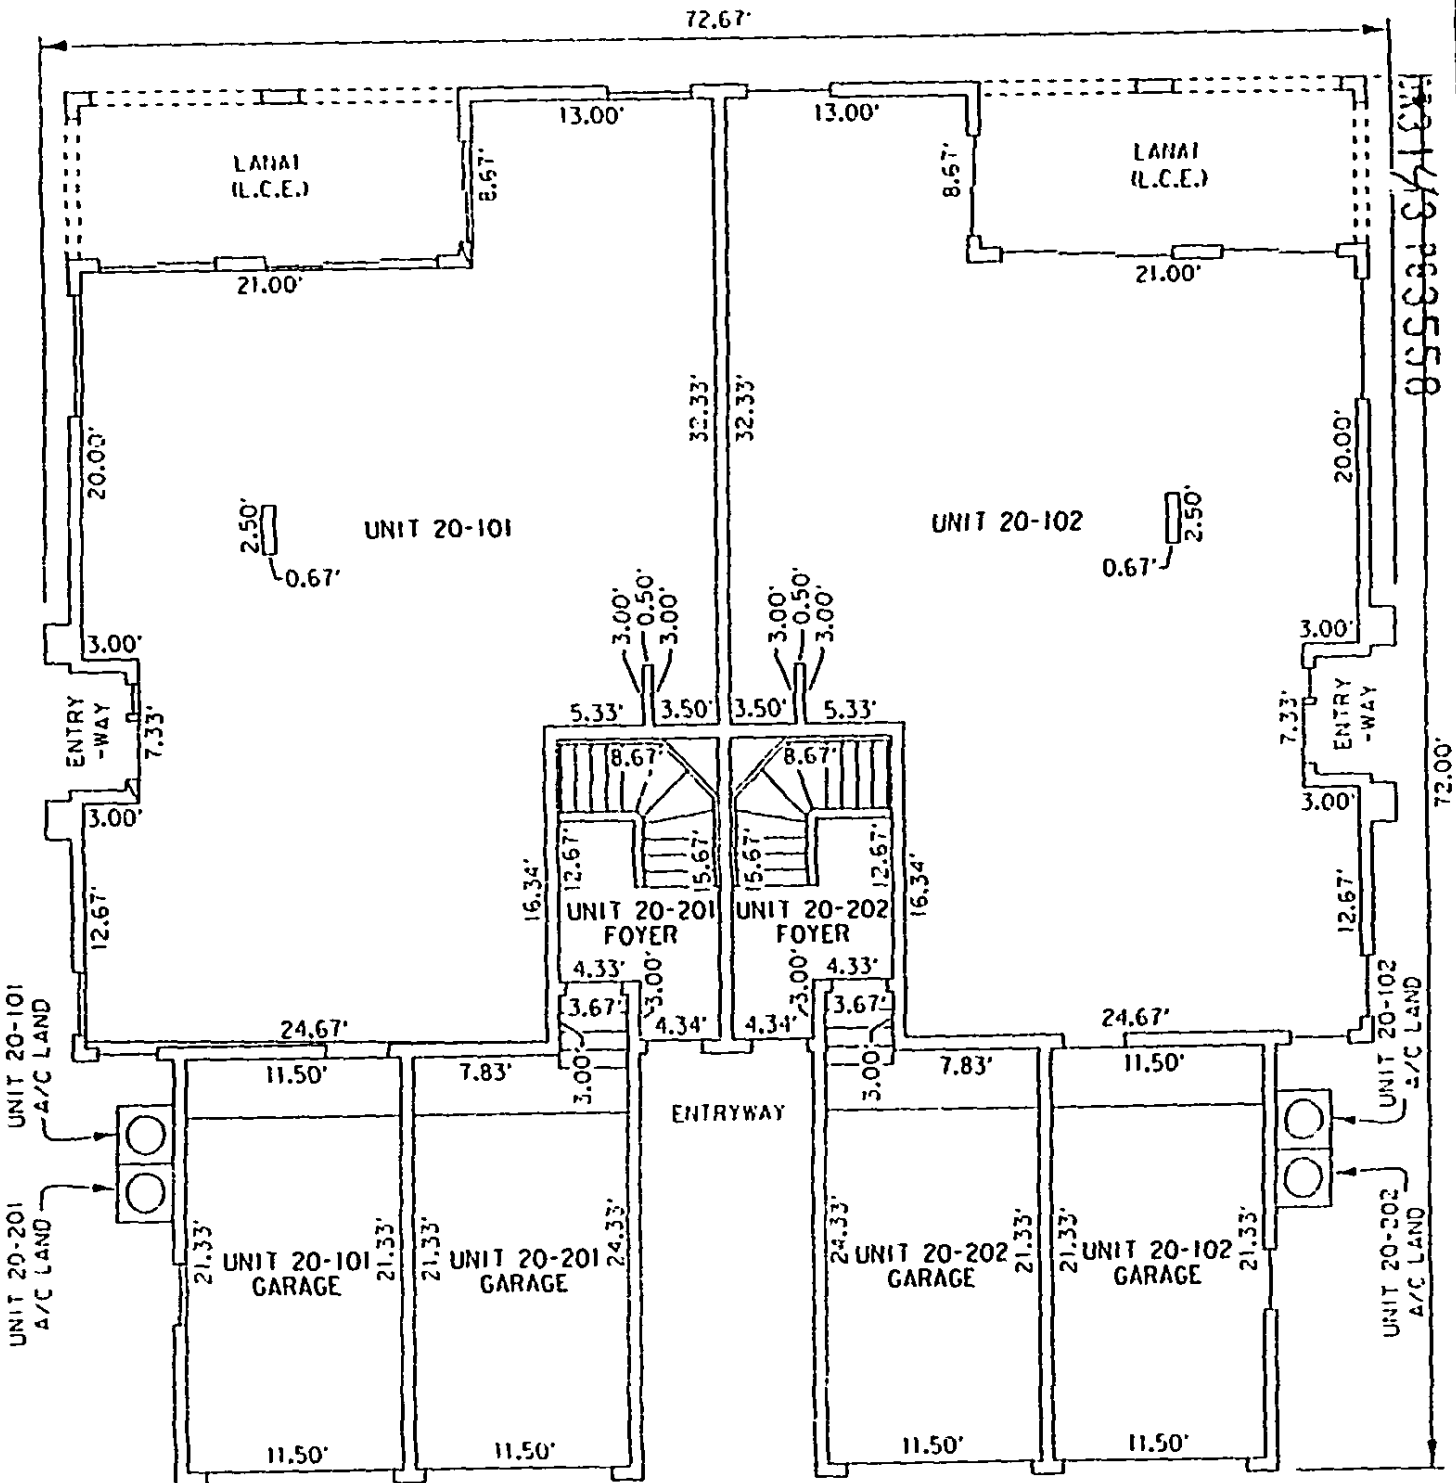 72.67'
13.00'
13.00'
LANAI
(L.C.E.)
8.67'
8.67'
LANAI
(L.C.E.)
21.00'
21.00'
32.33'
32.33'
20.00'
20.00'
2.50'
UNIT 20-101
0.67'
UNIT 20-102
2.50'
0.67'
3.00'
0.50'
3.00'
3.00'
0.50'
3.00'
3.00'
3.00'
ENTRY
-WAY
7.33'
5.33'
3.50'
3.50'
5.33'
7.33'
ENTRY
-WAY
8.67'
8.67'
3.00'
3.00'
72.00'
12.67'
16.34'
12.67'
15.67'
15.67'
12.67'
16.34'
12.67'
UNIT 20-201
FOYER
UNIT 20-202
FOYER
4.33'
3.00'
3.00'
4.33'
3.67'
3.67'
24.67'
4.34'
4.34'
24.67'
11.50'
7.83'
3.00'
3.00'
7.83'
11.50'
UNIT 20-101
A/C LAND
UNIT 20-102
A/C LAND
ENTRYWAY
UNIT 20-201
A/C LAND
UNIT 20-202
A/C LAND
21.33'
UNIT 20-101
GARAGE
21.33'
21.33'
UNIT 20-201
GARAGE
24.33'
24.33'
UNIT 20-202
GARAGE
21.33'
21.33'
UNIT 20-102
GARAGE
21.33'
11.50'
11.50'
11.50'
11.50'